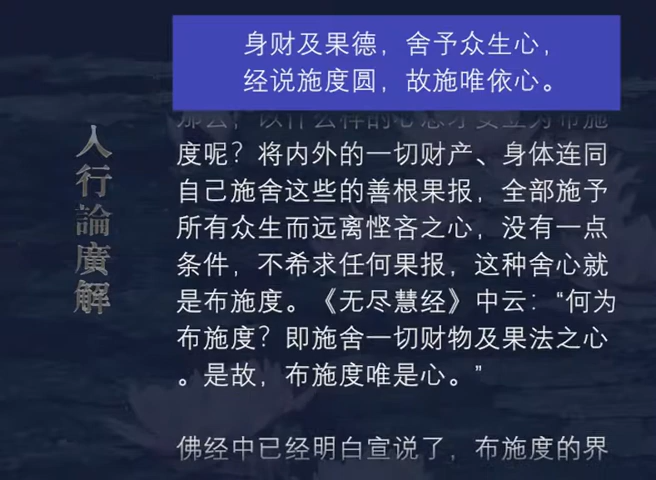 身财及果德，舍予众生心，
经说施度圆，故施唯依心。
度呢？将内外的一切财产、身体连同
自己施舍这些的善根果报，全部施予
所有众生而远离悭吝之心，没有一点
条件，不希求任何果报，这种舍心就
是布施度。《无尽慧经》中云：“何为
布施度？即施舍一切财物及果法之心
。是故，布施度唯是心。”
佛经中已经明白宣说了，布施度的界
入行論廣解